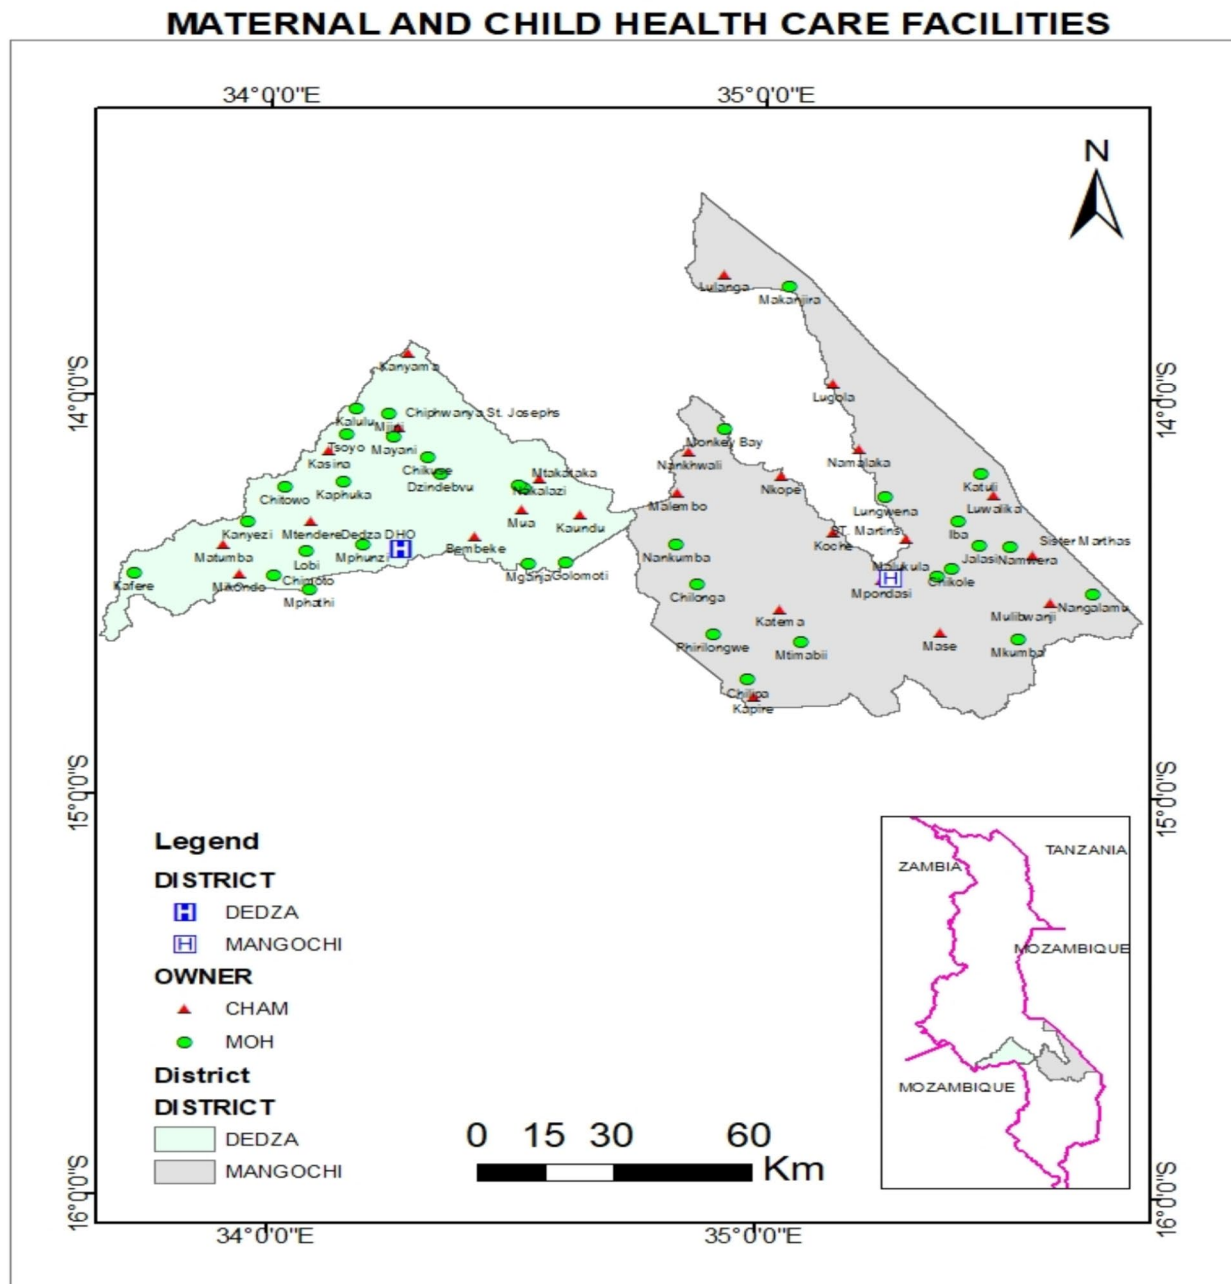 MATERNAL AND CHILD HEALTH CARE FACILITIES
34°0'0"E
35°0'0"E
N
14°0'0"S
14°0'0"S
Lulanga
Makanjira
Kanyama
Lugola
Kalulu
Chiphwanya St. Josephs
Tsoyo
Mayani
Monkey Bay
Kasina
Nankhwali
Namalaka
Chikuse
Mtakataka
Chitowo
Kaphuka
Dzindebvu
Nakalazi
Nkope
Katuli
Malembo
Lungwena
Luwalika
Mua
Kaundu
ST. Martins
Kanyezi
Mtendere
Dedza DHO
Koche
Iba
Sister Marthas
Matumba
Lobi
Mphunzi
Bembeke
Nankumba
Malukula
Jalasi
Namwera
Kafere
Mikondo
Chimoto
Mganja
Golomoti
Chikole
Mphathi
Chilonga
Mpondasi
Nangalamu
Katema
Mulibwanji
Phirilongwe
Mtimabii
Mase
Mkumba
Chilipa
Kapire
15°0'0"S
15°0'0"S
Legend
DISTRICT
H DEDZA
H MANGOCHI
OWNER
CHAM
MOH
District
DISTRICT
DEDZA
MANGOCHI
0 15 30 60
Km
ZAMBIA
TANZANIA
MOZAMBIQUE
MOZAMBIQUE
16°0'0"S
16°0'0"S
34°0'0"E
35°0'0"E